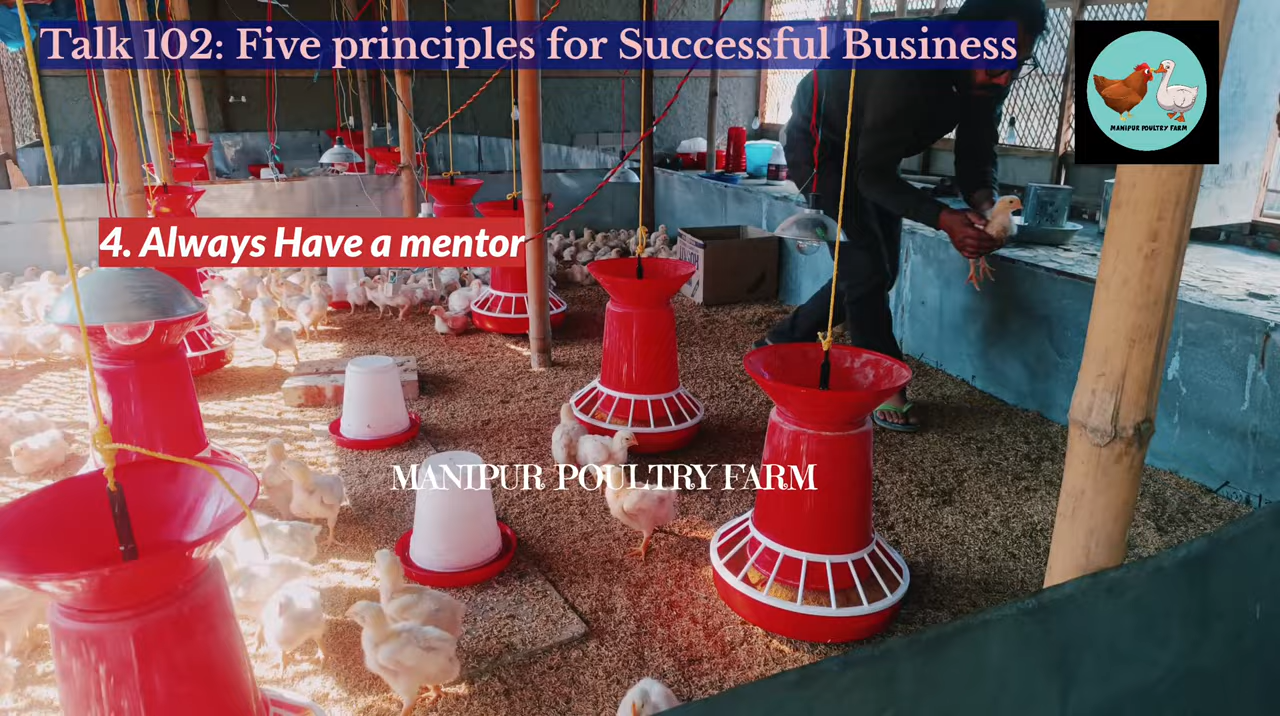 Talk 102: Five principles for Successful Business
MANIPUR POULTRY FARM
4. Always Have a mentor
MANIPUR POULTRY FARM